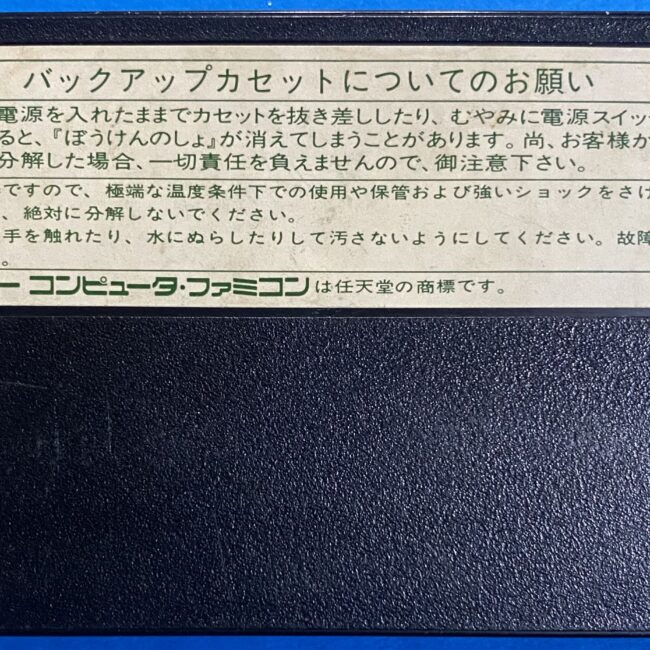 バックアップカセットについてのお願い
電源を入れたままでカセットを抜き差ししたり、むやみに電源スイッ
ると、『ぼうけんのしょ』が消えてしまうことがあります。尚、お客様が
分解した場合、一切責任を負えませんので、御注意下さい。
ですので、極端な温度条件下での使用や保管および強いショックをさけ
、絶対に分解しないでください。
手を触れたり、水にぬらしたりして汚さないようにしてください。故障
。
ー コンピュータ・ファミコンは任天堂の商標です。